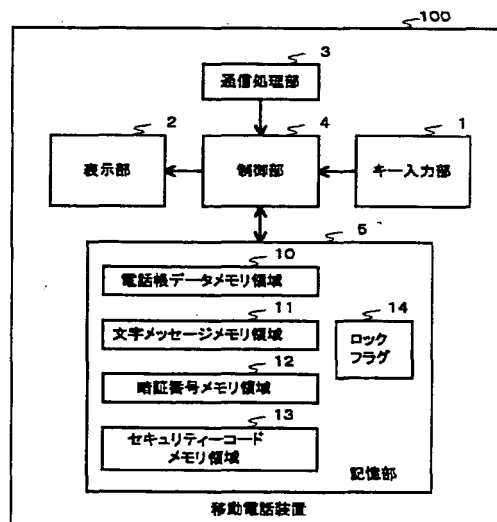 100
3
通信処理部
2
表示部
4
制御部
1
キー入力部
5
10
電話帳データメモリ領域
11
文字メッセージメモリ領域
14
ロック
フラグ
12
暗証番号メモリ領域
13
セキュリティーコード
メモリ領域
記憶部
移動電話装置